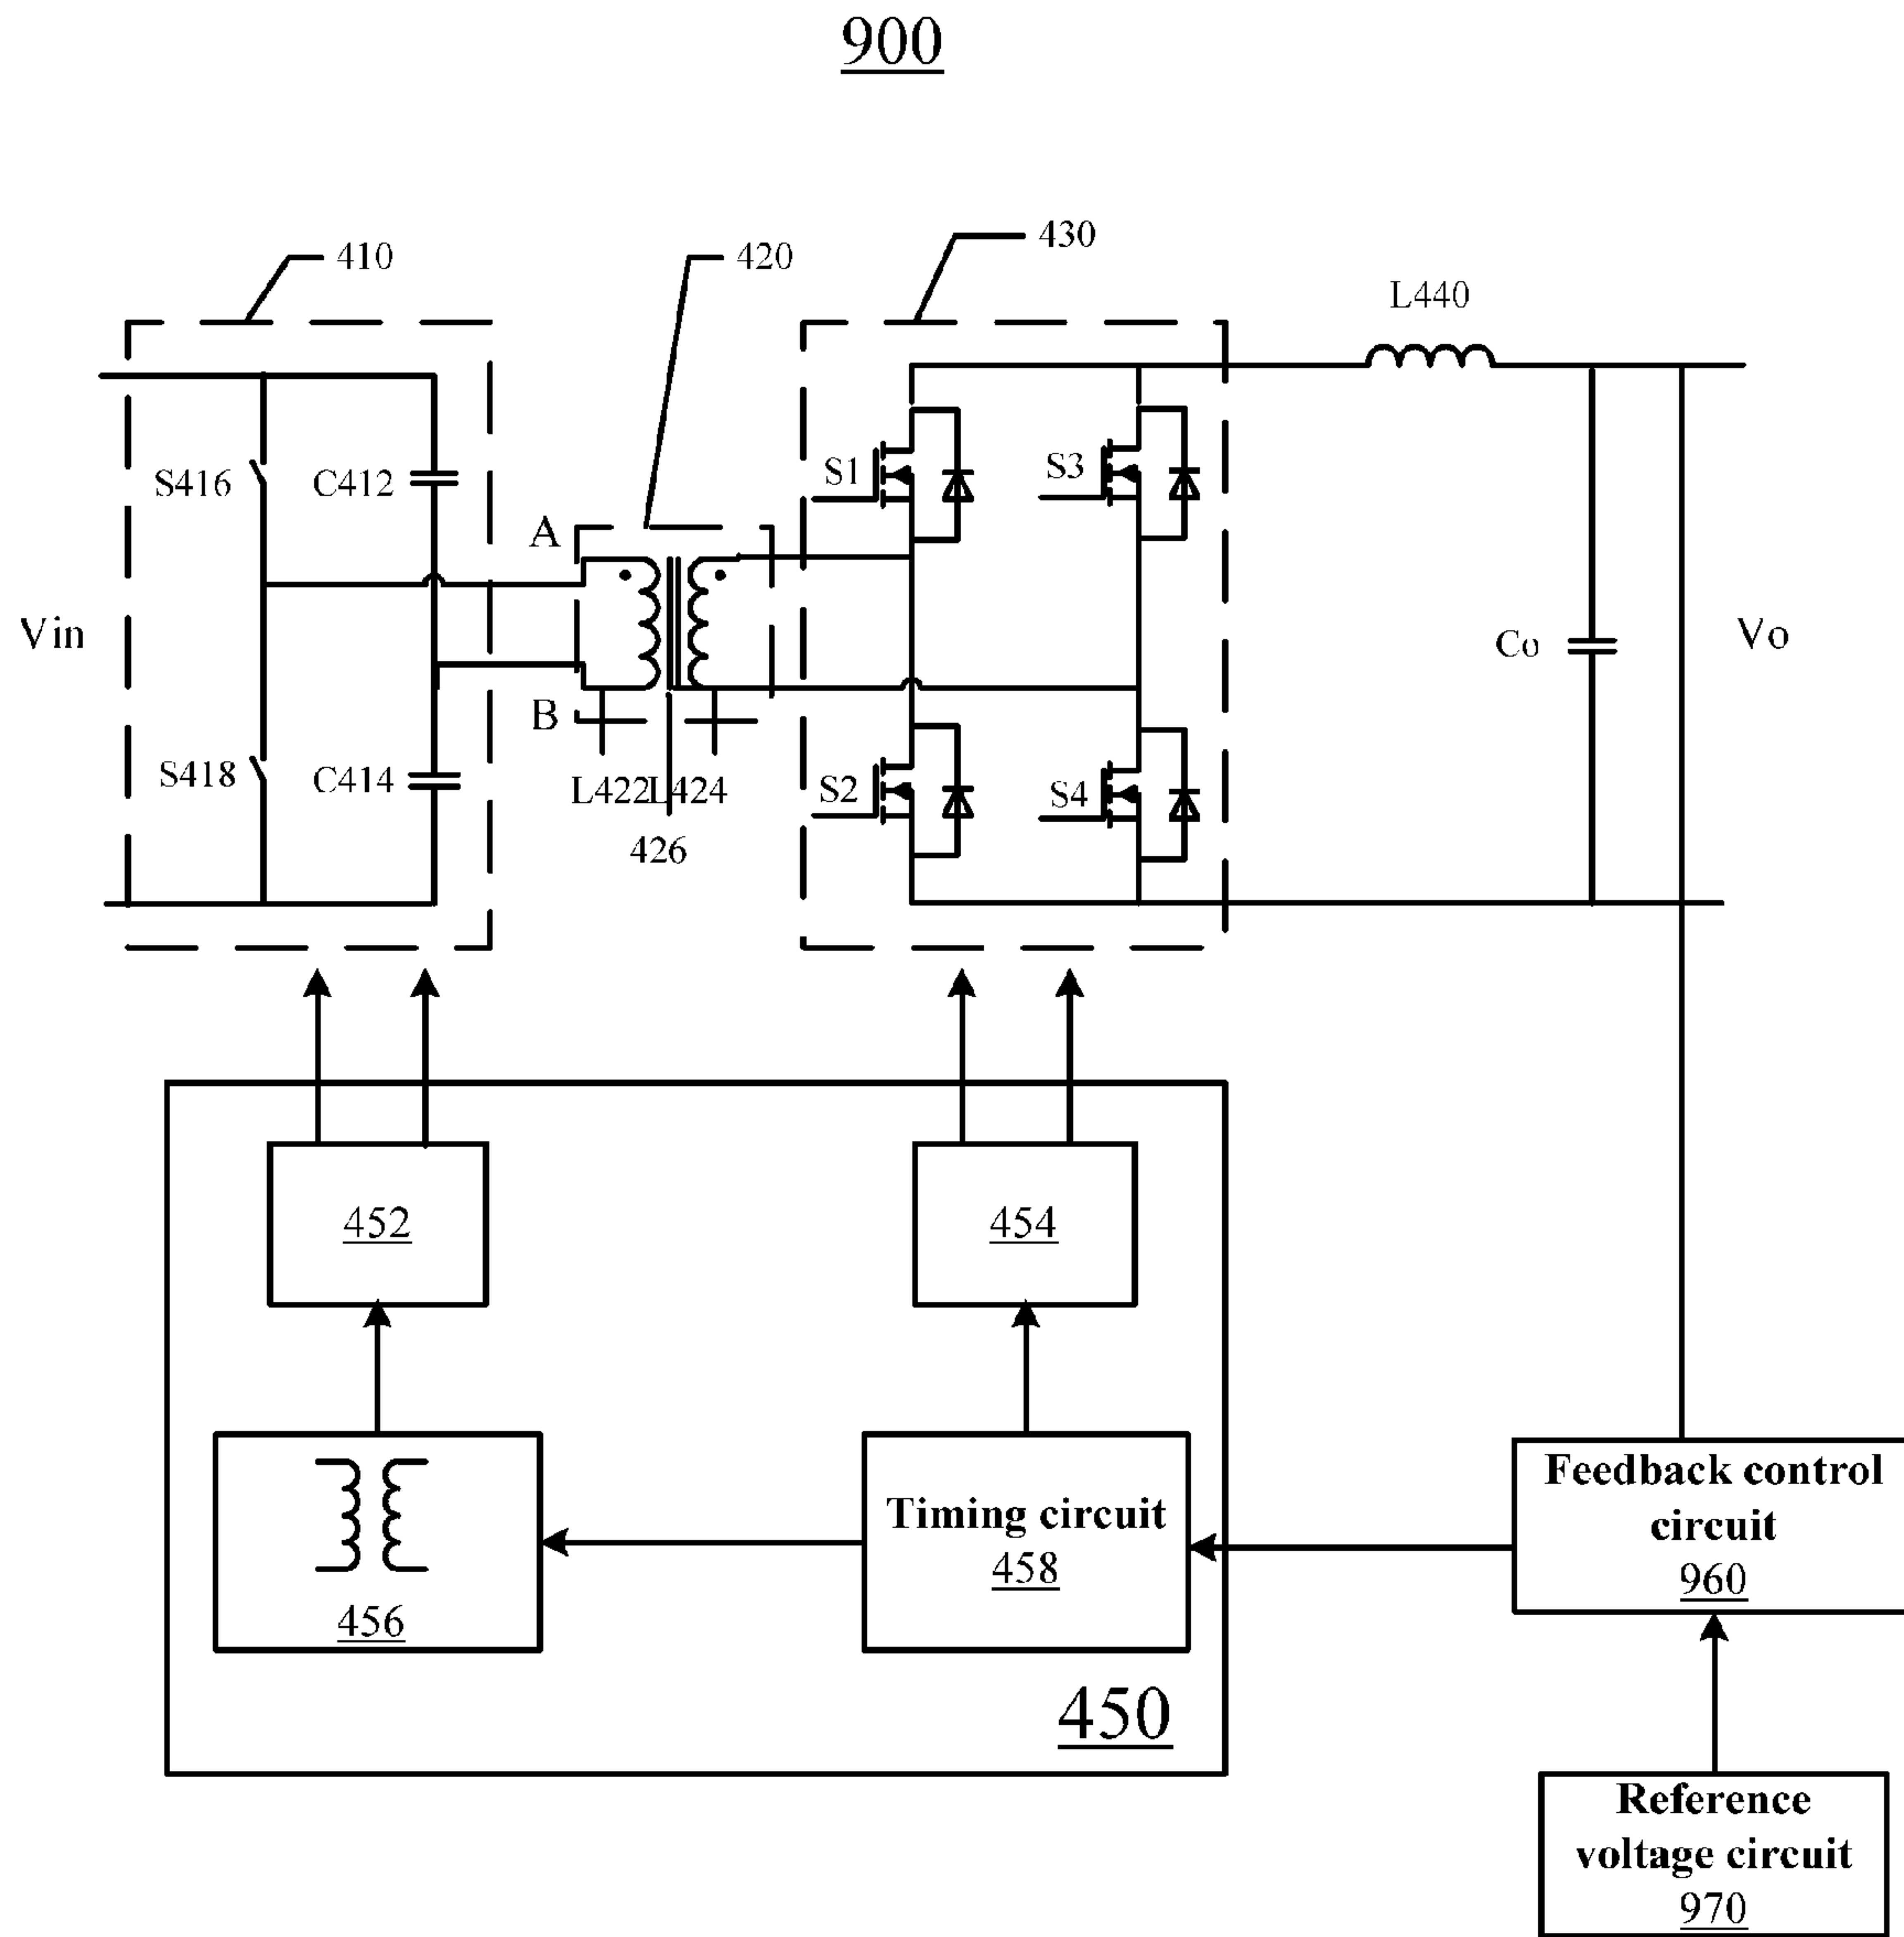 900
410
420
430
L440
S416
C412
S1
S3
A
Vin
Co
Vo
B
S418
C414
L422
L424
S2
S4
426
452
454
Timing circuit
458
456
Feedback control
circuit
960
450
Reference
voltage circuit
970